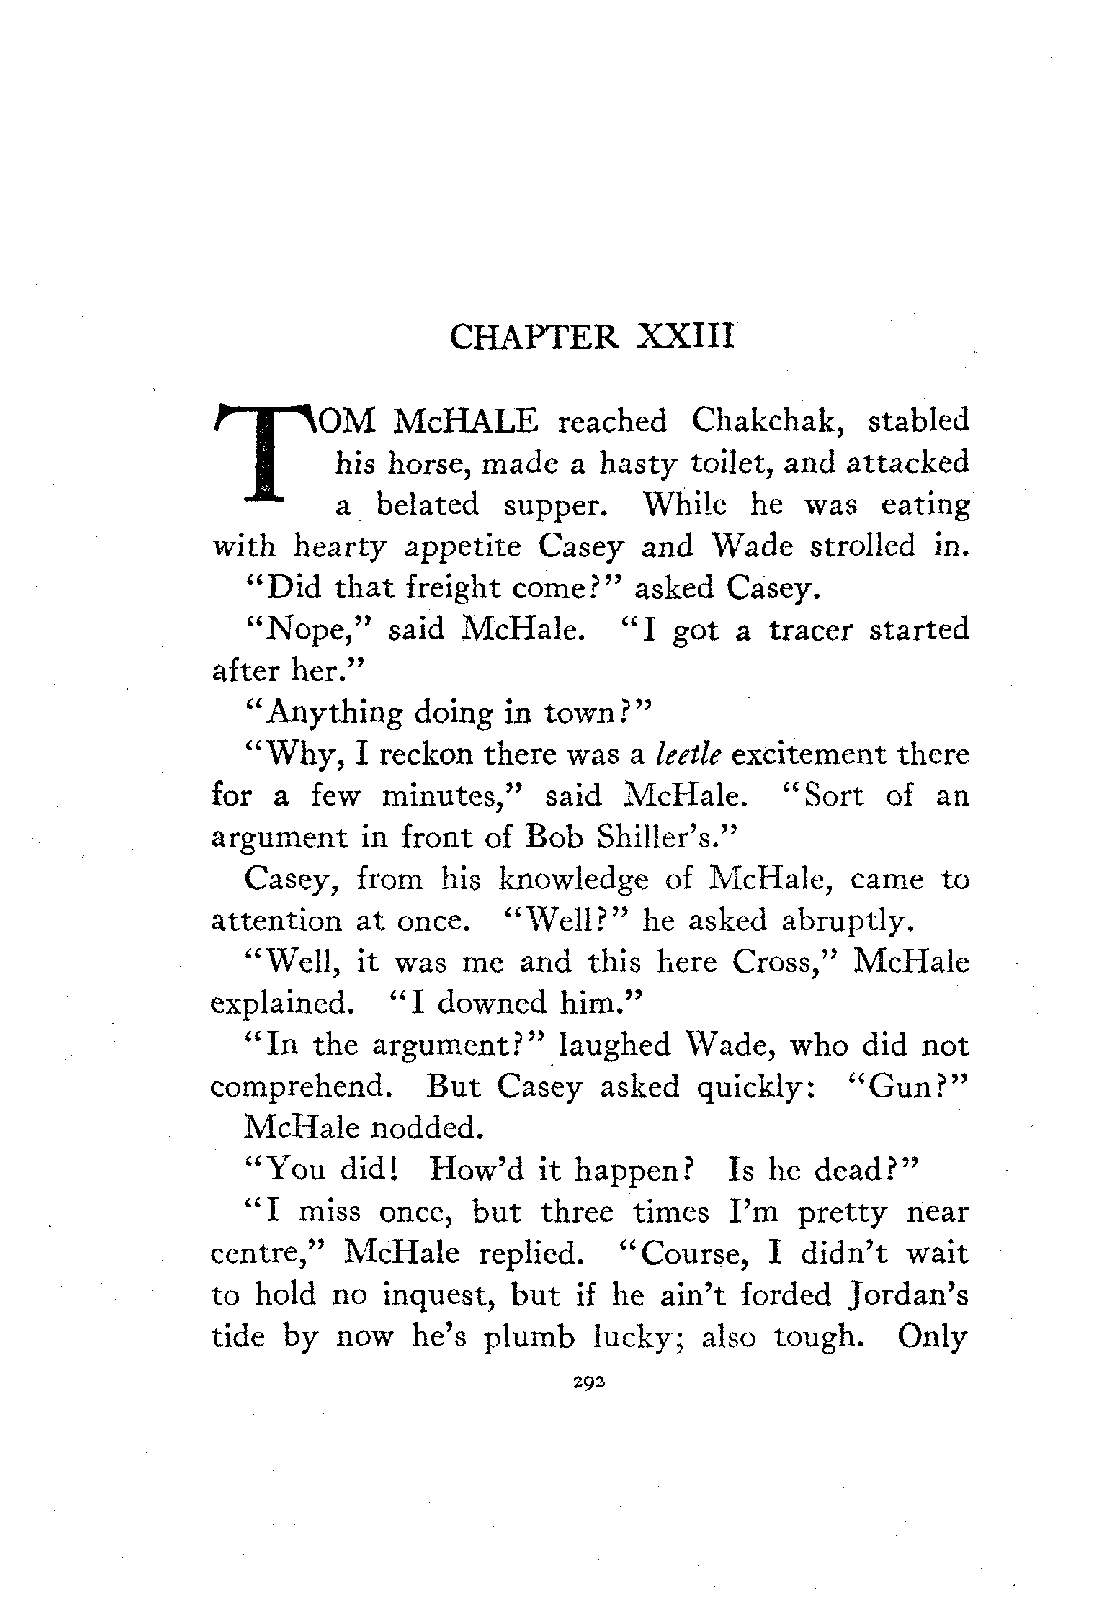 CHAPTER XXIII
TOM McHALE reached Chakchak, stabled
his horse, made a hasty toilet, and attacked
a belated supper. While he was eating
with hearty appetite Casey and Wade strolled in.
“Did that freight come?” asked Casey.
“Nope,” said McHale. “I got a tracer started
after her.”
“Anything doing in town?”
“Why, I reckon there was a leetle excitement there
for a few minutes,” said McHale. “Sort of an
argument in front of Bob Shiller’s.”
Casey, from his knowledge of McHale, came to
attention at once. “Well?” he asked abruptly.
“Well, it was me and this here Cross,” McHale
explained. “I downed him.”
“In the argument?” laughed Wade, who did not
comprehend. But Casey asked quickly: “Gun?”
McHale nodded.
“You did! How’d it happen? Is he dead?”
“I miss once, but three times I’m pretty near
centre,” McHale replied. “Course, I didn’t wait
to hold no inquest, but if he ain’t forded Jordan’s
tide by now he’s plumb lucky; also tough. Only
292